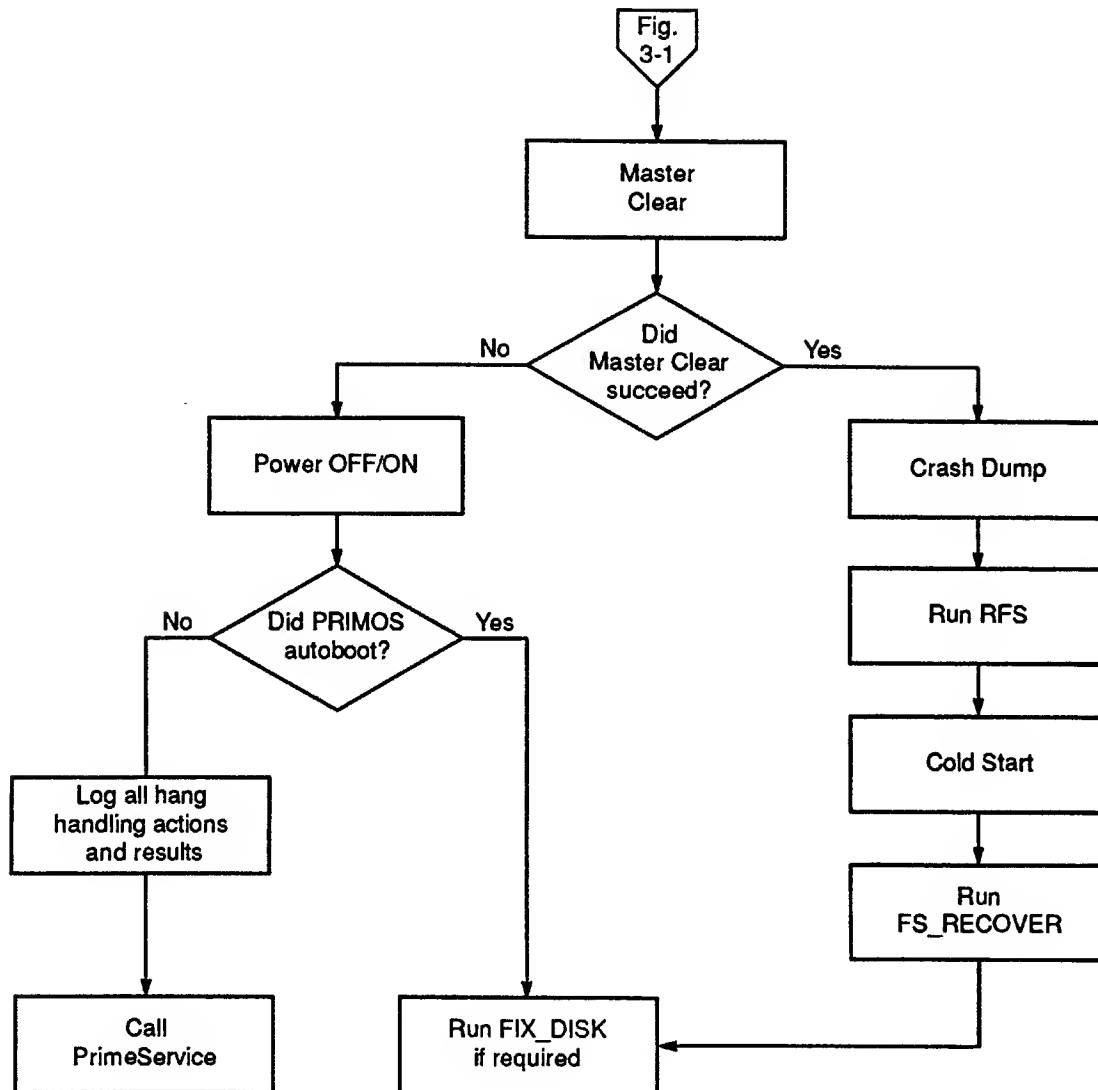 Fig.
3-1
Master
Clear
Did
Master Clear
succeed?
No
Yes
Power OFF/ON
Crash Dump
Did PRIMOS
autoboot?
No
Yes
Run RFS
Cold Start
Log all hang
handling actions
and results
Run
FS_RECOVER
Call
PrimeService
Run FIX_DISK
if required